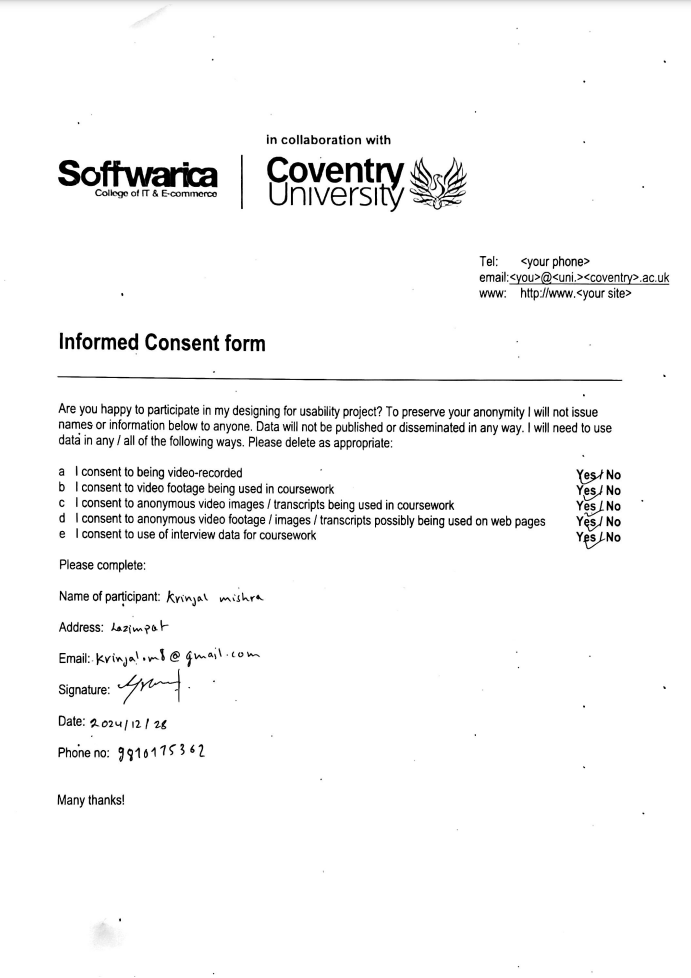 in collaboration with
Softwarica
College of IT & E-commerce
Coventry
University
Tel: <your phone>
email:<you>@<uni.><coventry>.ac.uk
www: http://www.<your site>
Informed Consent form
Are you happy to participate in my designing for usability project? To preserve your anonymity I will not issue
names or information below to anyone. Data will not be published or disseminated in any way. I will need to use
data in any / all of the following ways. Please delete as appropriate:
a I consent to being video-recorded Yes / No
b I consent to video footage being used in coursework Yes / No
c I consent to anonymous video images / transcripts being used in coursework Yes / No
d I consent to anonymous video footage / images / transcripts possibly being used on web pages Yes / No
e I consent to use of interview data for coursework Yes / No
Please complete:
Name of participant: Krinjal mishra
Address: Lazimpat
Email: krinjal.m8@gmail.com
Signature:
Date: 2024/12/28
Phone no:
Many thanks!